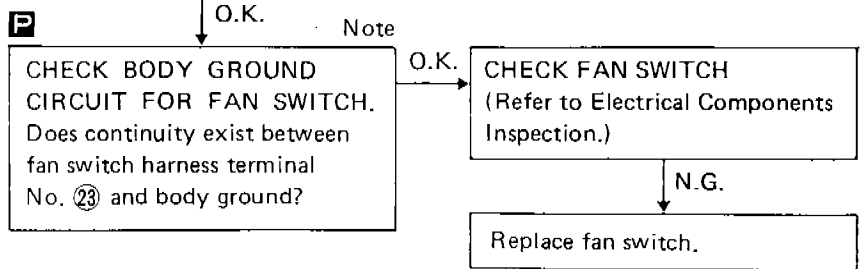 O.K.
P
Note
CHECK BODY GROUND
CIRCUIT FOR FAN SWITCH.
Does continuity exist between
fan switch harness terminal
No. ㉓ and body ground?
O.K.
CHECK FAN SWITCH
(Refer to Electrical Components
Inspection.)
N.G.
Replace fan switch.